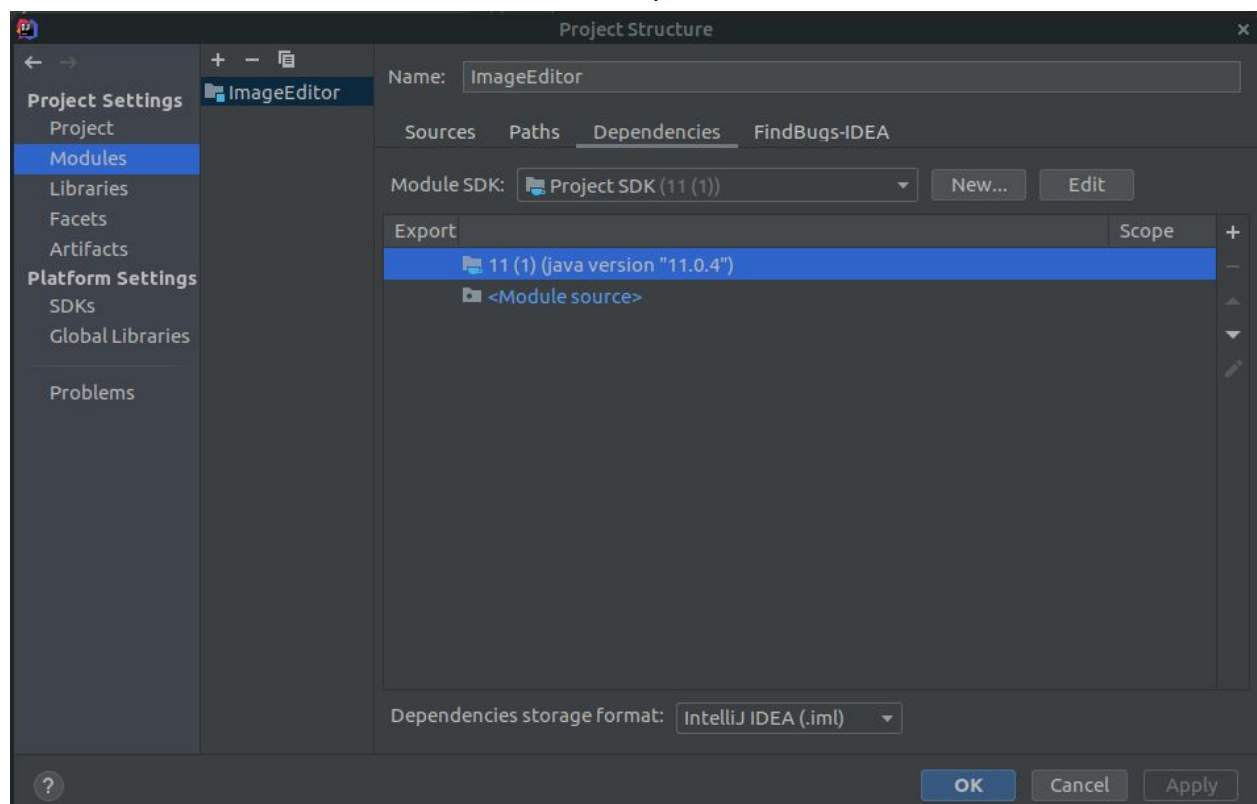 Project Structure
Project Settings
Project
Modules
Libraries
Facets
Artifacts
Platform Settings
SDKs
Global Libraries
Problems
ImageEditor
Name: ImageEditor
Sources Paths Dependencies FindBugs-IDEA
Module SDK: Project SDK (11 (1)) New... Edit
Export Scope
11 (1) (java version "11.0.4")
<Module source>
Dependencies storage format: IntelliJ IDEA (.iml)
? OK Cancel Apply